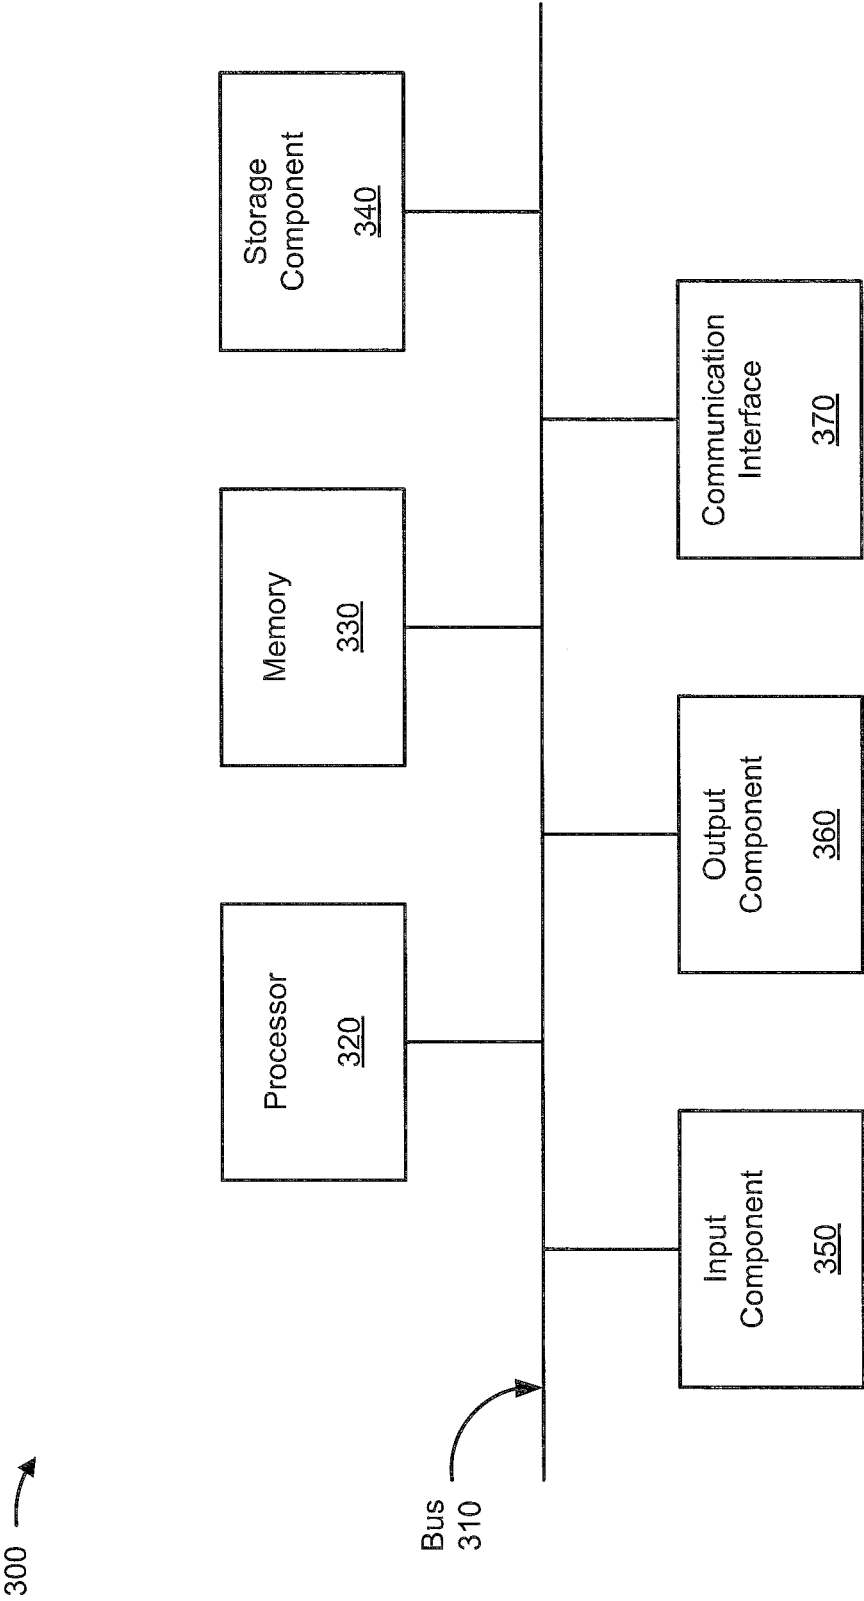 300
Bus
310
Processor
320
Memory
330
Storage
Component
340
Input
Component
350
Output
Component
360
Communication
Interface
370